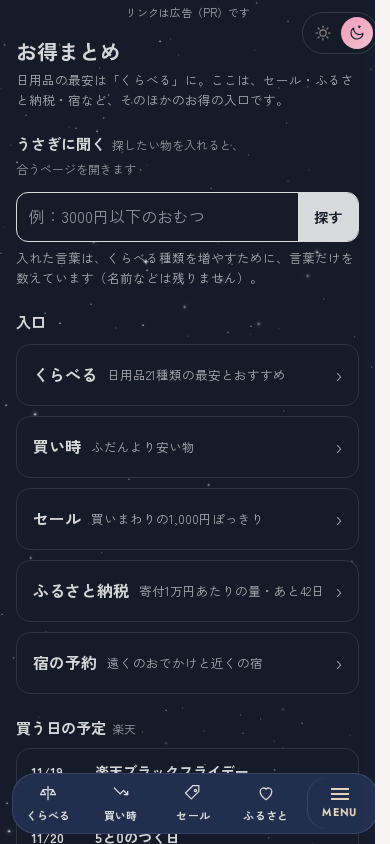 リンクは広告（PR）です
お得まとめ
日用品の最安は「くらべる」に。ここは、セール・ふるさ
と納税・宿など、そのほかのお得の入口です。
うさぎに聞く 探したい物を入れると、
合うページを開きます
例：3000円以下のおむつ
探す
入れた言葉は、くらべる種類を増やすために、言葉だけを
数えています（名前などは残りません）。
入口
くらべる 日用品21種類の最安とおすすめ ›
買い時 ふだんより安い物 ›
セール 買いまわりの1,000円ぽっきり ›
ふるさと納税 寄付1万円あたりの量・あと42日 ›
宿の予約 遠くのおでかけと近くの宿 ›
買う日の予定 楽天
11/19 楽天ブラックフライデー
くらべる 買い時 セール ふるさと MENU
11/20 5と0のつく日